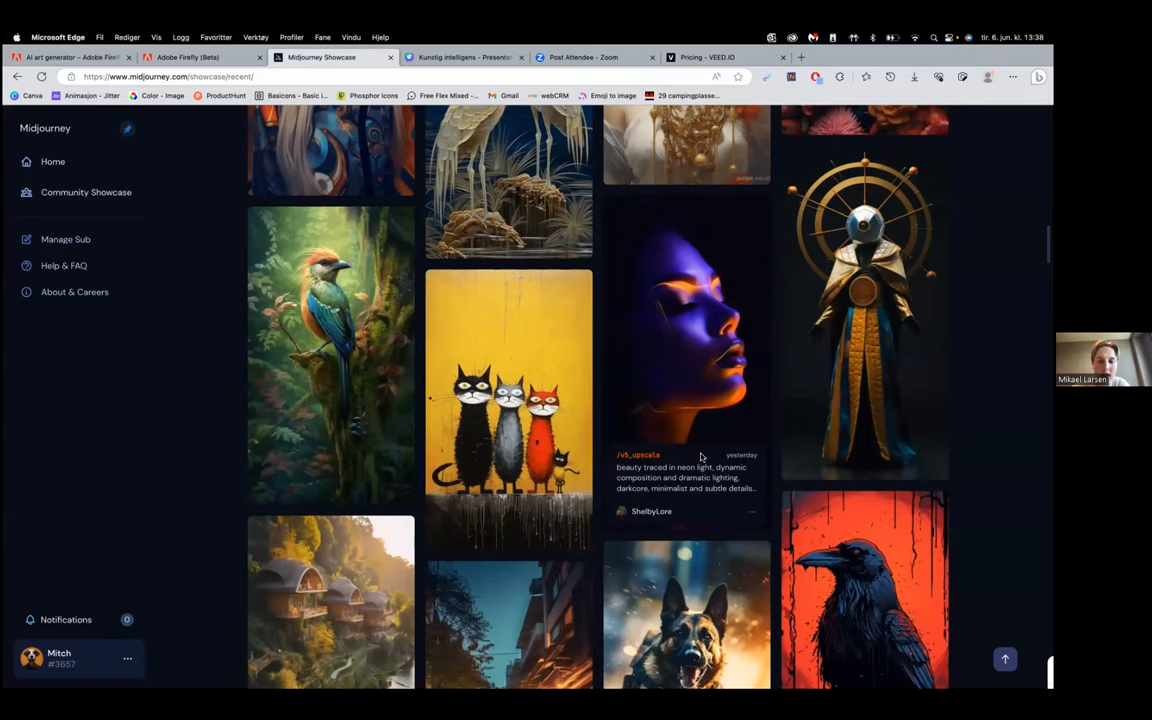 Microsoft Edge Fil Rediger Vis Logg Favoritter Verktøy Profiler Fane Vindu Hjelp tir. 6. jun. kl. 13:38
AI art generator – Adobe Firefl
Adobe Firefly (Beta)
Midjourney Showcase
Kunstig intelligens - Presentat
Post Attendee - Zoom
Pricing - VEED.IO
https://www.midjourney.com/showcase/recent/
Canva Animasjon - Jitter Color - Image ProductHunt Basicons - Basic i... Phosphor Icons Free Flex Mixed -... Gmail webCRM Emoji to image 29 campingplasse...
Midjourney
Home
Community Showcase
Manage Sub
Help & FAQ
About & Careers
/v5_upscale yesterday
beauty traced in neon light, dynamic
composition and dramatic lighting,
darkcore, minimalist and subtle details...
ShelbyLore ...
Notifications 0
Mitch
#3657
Mikael Larsen